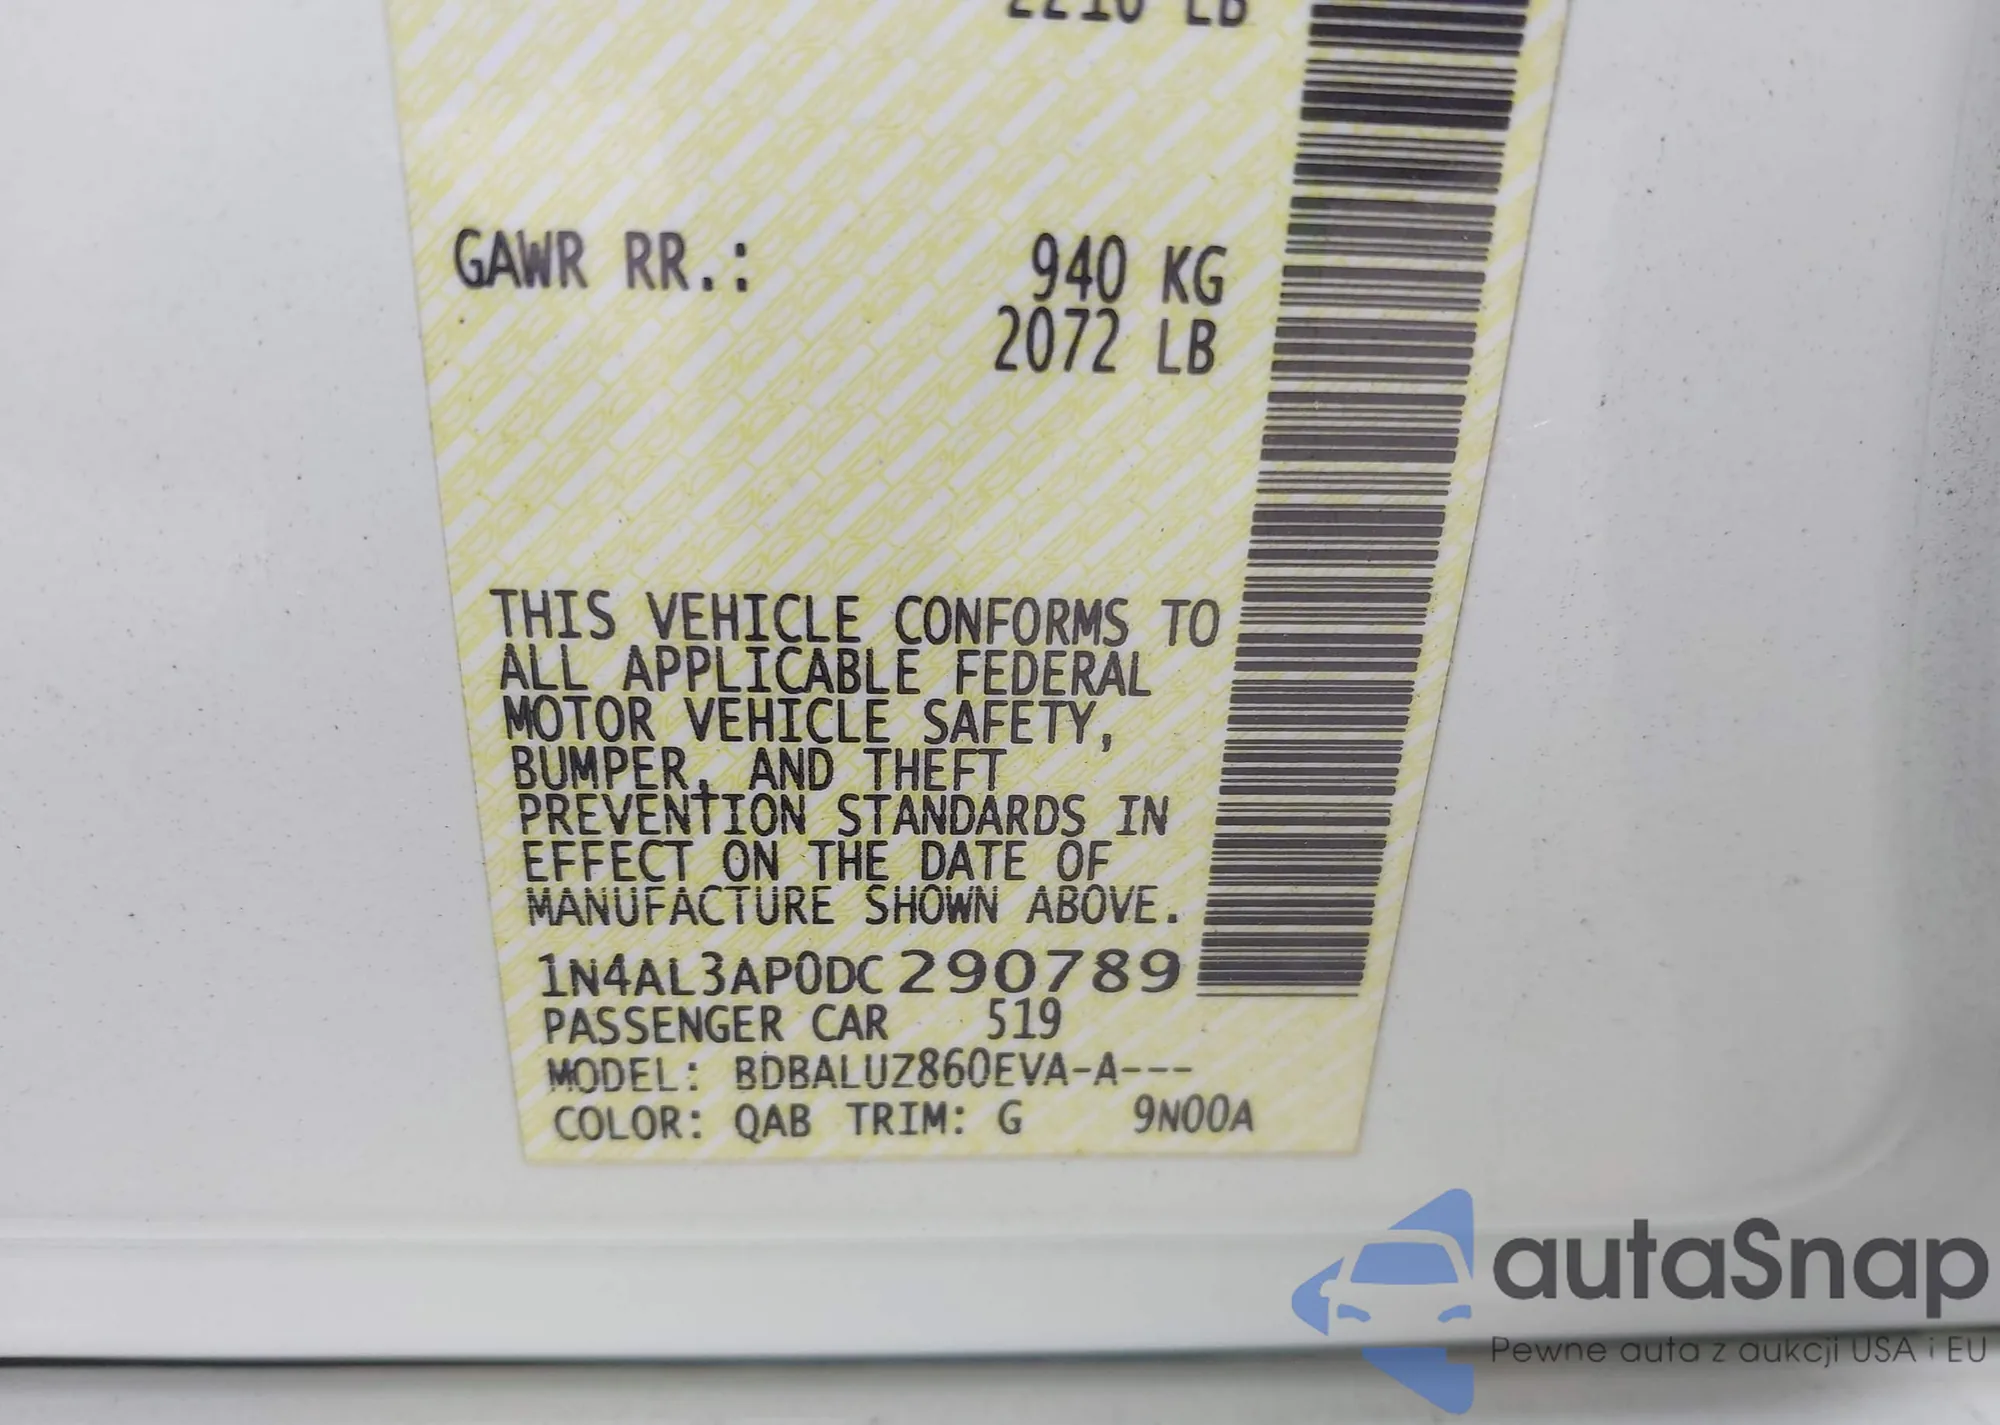 2210 LB
GAWR RR.: 940 KG
2072 LB
THIS VEHICLE CONFORMS TO
ALL APPLICABLE FEDERAL
MOTOR VEHICLE SAFETY,
BUMPER, AND THEFT
PREVENTION STANDARDS IN
EFFECT ON THE DATE OF
MANUFACTURE SHOWN ABOVE.
1N4AL3AP0DC290789
PASSENGER CAR 519
MODEL: BDBALUZ860EVA-A---
COLOR: QAB TRIM: G 9N00A
autaSnap
Pewne auta z aukcji USA i EU